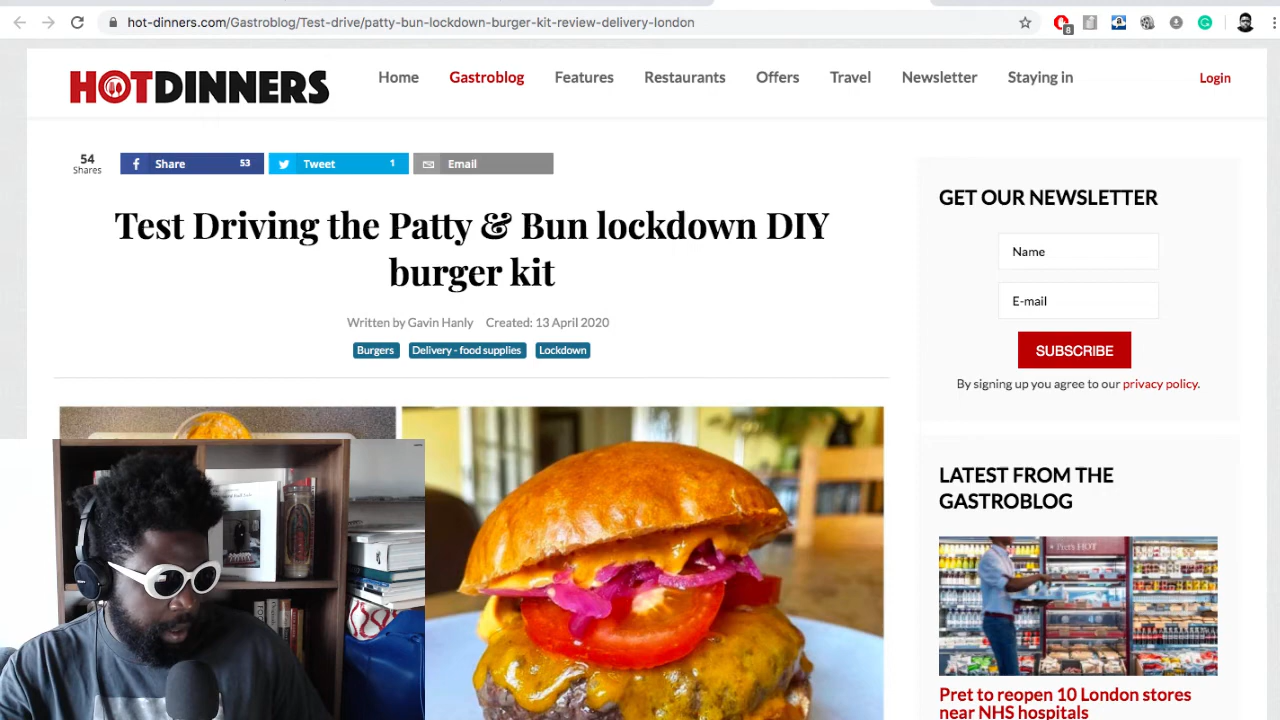 hot-dinners.com/Gastroblog/Test-drive/patty-bun-lockdown-burger-kit-review-delivery-london
8
HOTDINNERS
Home Gastroblog Features Restaurants Offers Travel Newsletter Staying in
Login
54
Shares
Share 53
Tweet 1
Email
Test Driving the Patty & Bun lockdown DIY
burger kit
Written by Gavin Hanly Created: 13 April 2020
Burgers Delivery - food supplies Lockdown
GET OUR NEWSLETTER
Name
E-mail
SUBSCRIBE
By signing up you agree to our privacy policy.
LATEST FROM THE
GASTROBLOG
Pret to reopen 10 London stores
near NHS hospitals